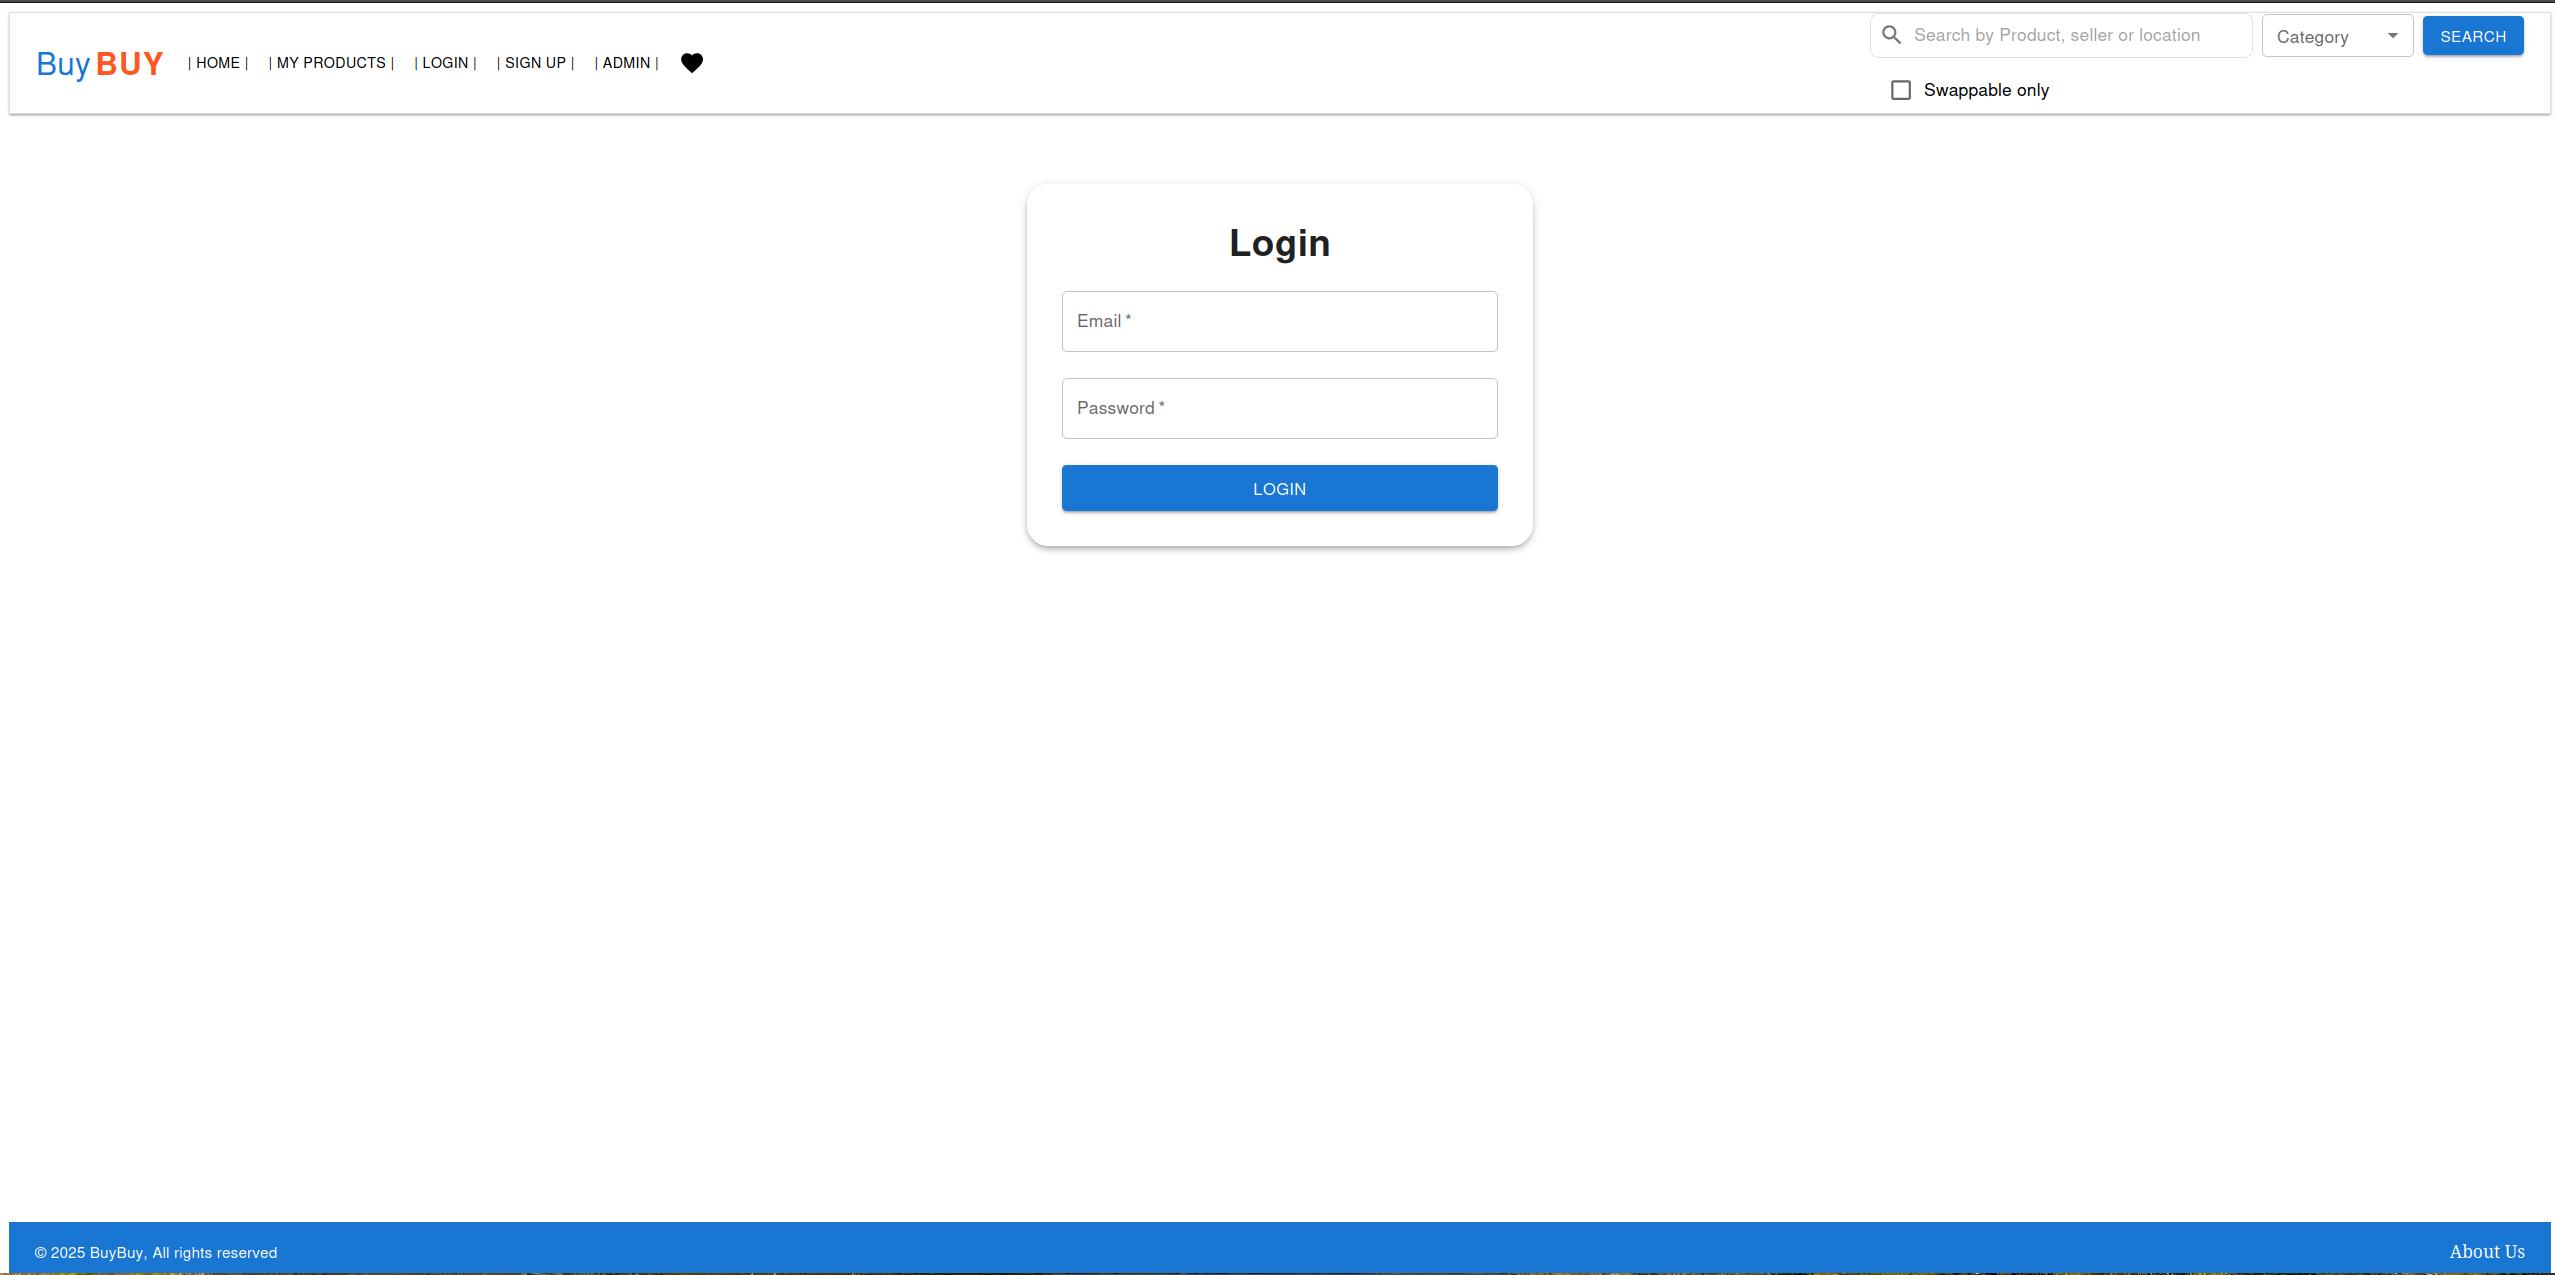 Buy BUY | HOME | | MY PRODUCTS | | LOGIN | | SIGN UP | | ADMIN |
Search by Product, seller or location Category SEARCH
Swappable only
Login
Email *
Password *
LOGIN
© 2025 BuyBuy, All rights reserved About Us